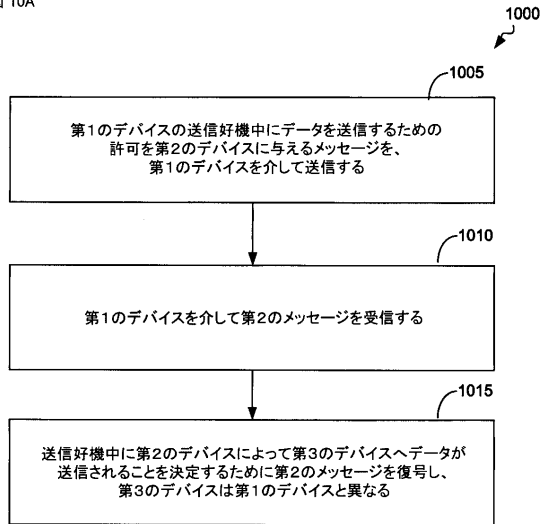 図 10A
1000
1005
第1のデバイスの送信好機中にデータを送信するための
許可を第2のデバイスに与えるメッセージを、
第1のデバイスを介して送信する
1010
第1のデバイスを介して第2のメッセージを受信する
1015
送信好機中に第2のデバイスによって第3のデバイスへデータが
送信されることを決定するために第2のメッセージを復号し、
第3のデバイスは第1のデバイスと異なる